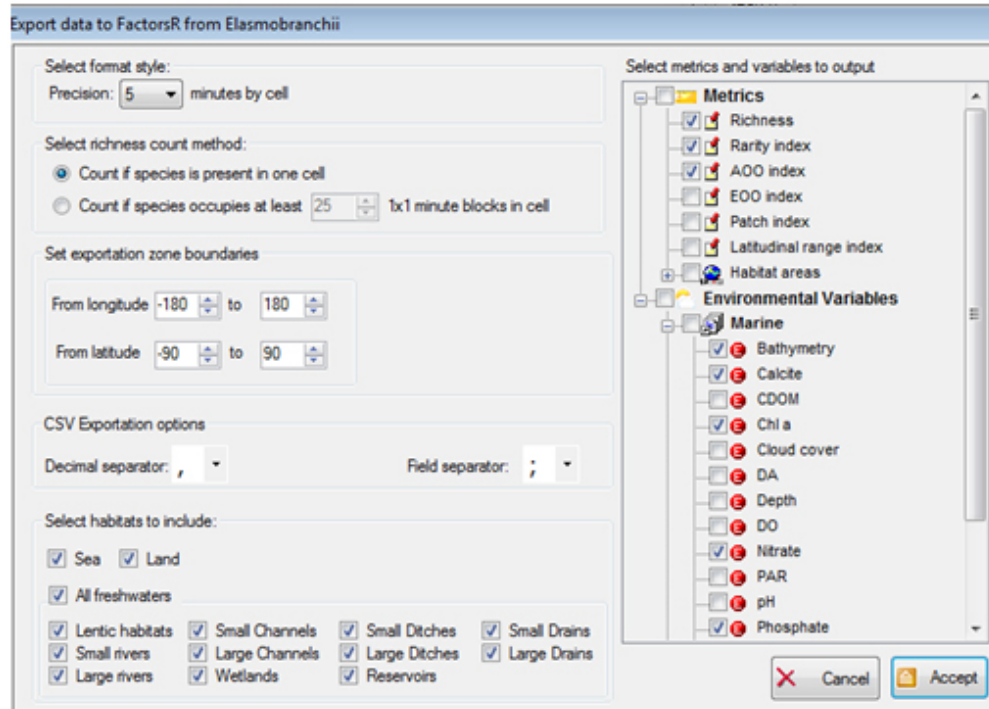 Export data to FactorsR from Elasmobranchii
Select format style:
Precision: 5 minutes by cell
Select richness count method:
Count if species is present in one cell
Count if species occupies at least 25 1x1 minute blocks in cell
Set exportation zone boundaries
From longitude -180 to 180
From latitude -90 to 90
CSV Exportation options
Decimal separator: , Field separator: ;
Select habitats to include:
Sea Land
All freshwaters
Lentic habitats Small Channels Small Ditches Small Drains
Small rivers Large Channels Large Ditches Large Drains
Large rivers Wetlands Reservoirs
Select metrics and variables to output
Metrics
Richness
Rarity index
AOO index
EOO index
Patch index
Latitudinal range index
Habitat areas
Environmental Variables
Marine
E Bathymetry
E Calcite
E CDOM
E Chl a
E Cloud cover
E DA
E Depth
E DO
E Nitrate
E PAR
E pH
E Phosphate
Cancel Accept